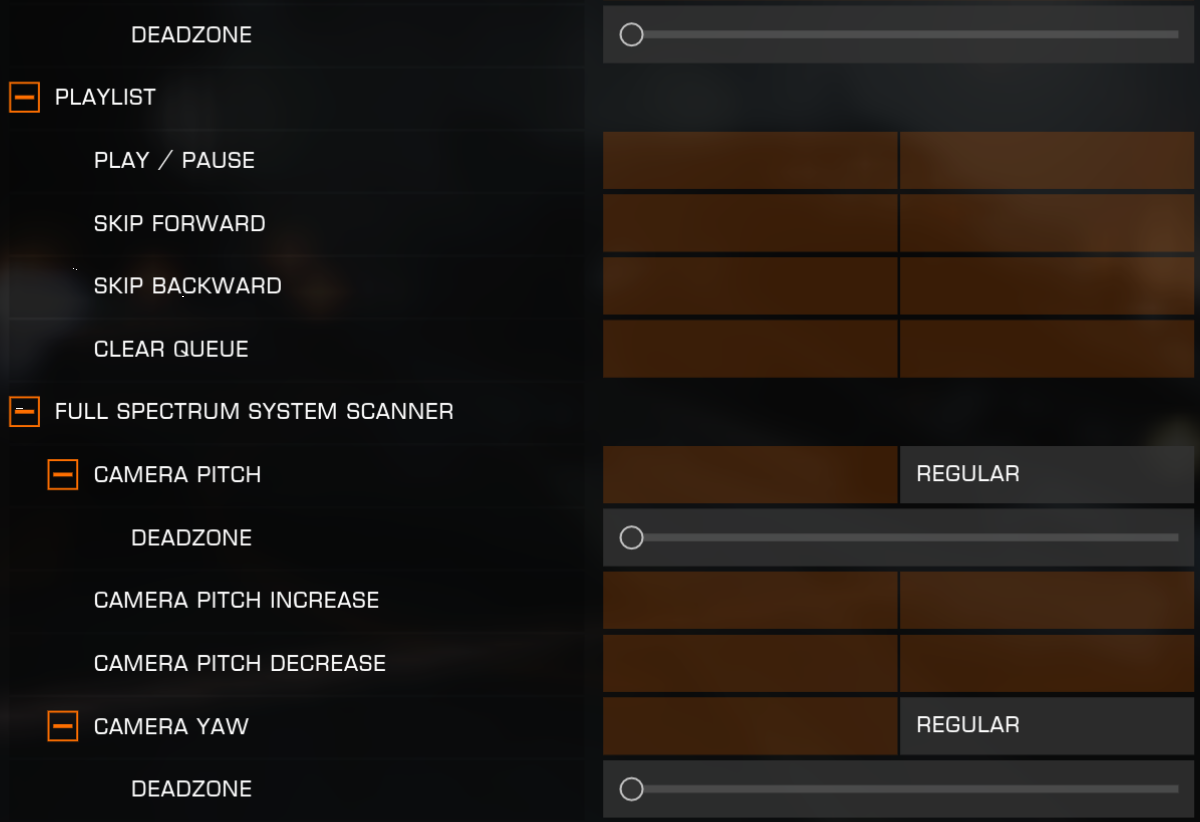 DEADZONE
PLAYLIST
PLAY / PAUSE
SKIP FORWARD
SKIP BACKWARD
CLEAR QUEUE
FULL SPECTRUM SYSTEM SCANNER
CAMERA PITCH REGULAR
DEADZONE
CAMERA PITCH INCREASE
CAMERA PITCH DECREASE
CAMERA YAW REGULAR
DEADZONE